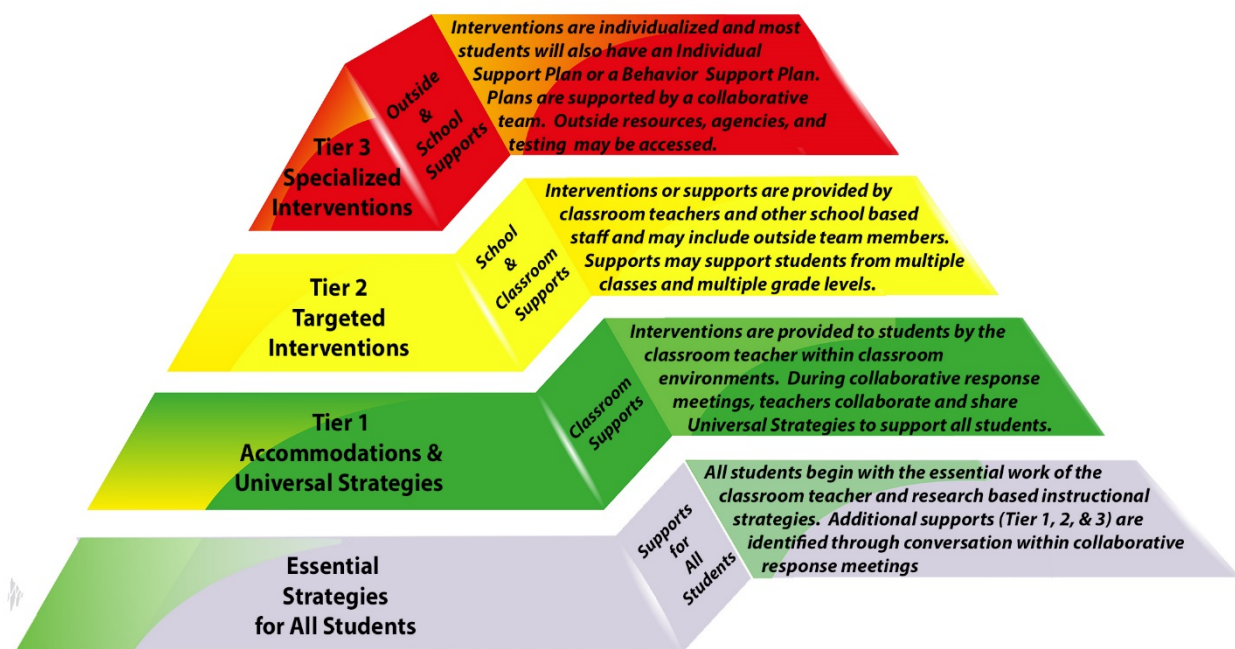 Tier 3
Specialized
Interventions
Outside
&
School
Supports
Interventions are individualized and most
students will also have an Individual
Support Plan or a Behavior Support Plan.
Plans are supported by a collaborative
team. Outside resources, agencies, and
testing may be accessed.
Tier 2
Targeted
Interventions
School
&
Classroom
Supports
Interventions or supports are provided by
classroom teachers and other school based
staff and may include outside team members.
Supports may support students from multiple
classes and multiple grade levels.
Tier 1
Accommodations &
Universal Strategies
Classroom
Supports
Interventions are provided to students by the
classroom teacher within classroom
environments. During collaborative response
meetings, teachers collaborate and share
Universal Strategies to support all students.
Essential
Strategies
for All Students
Supports
for
All
Students
All students begin with the essential work of the
classroom teacher and research based instructional
strategies. Additional supports (Tier 1, 2, & 3) are
identified through conversation within collaborative
response meetings